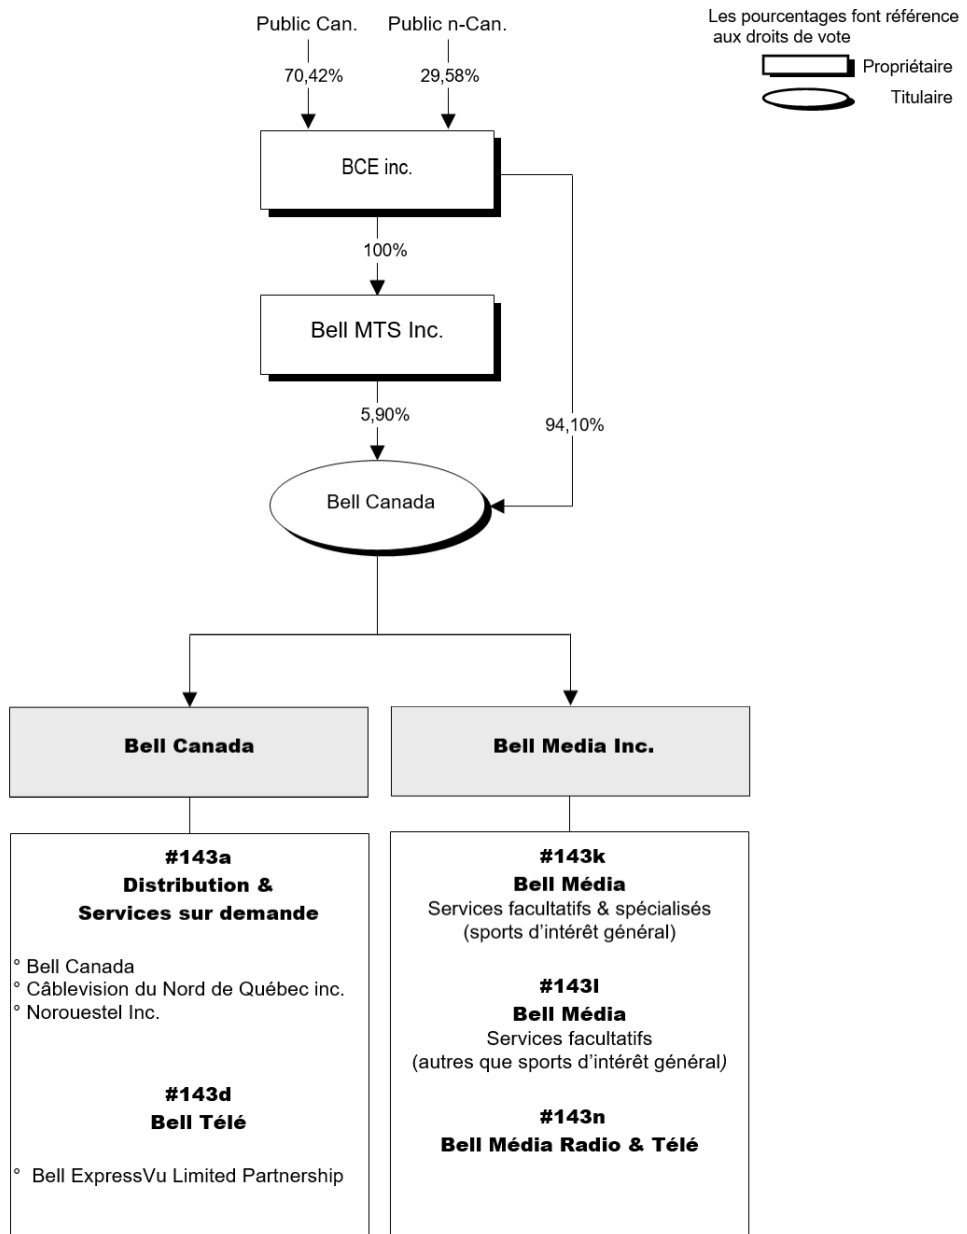 Public Can.
Public n-Can.
Les pourcentages font référence
aux droits de vote
Propriétaire
Titulaire
70,42%
29,58%
BCE inc.
100%
Bell MTS Inc.
5,90%
94,10%
Bell Canada
Bell Canada
Bell Media Inc.
#143a
Distribution &
Services sur demande
° Bell Canada
° Câblevision du Nord de Québec inc.
° Norouestel Inc.
#143d
Bell Télé
° Bell ExpressVu Limited Partnership
#143k
Bell Média
Services facultatifs & spécialisés
(sports d’intérêt général)
#143l
Bell Média
Services facultatifs
(autres que sports d’intérêt général)
#143n
Bell Média Radio & Télé